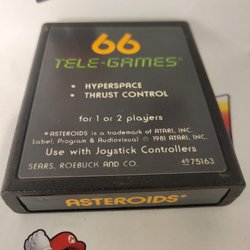 66
TELE-GAMES®
• HYPERSPACE
• THRUST CONTROL
for 1 or 2 players
* ASTEROIDS is a trademark of ATARI, INC.
Label, Program & Audiovisual © 1981 ATARI, INC.
Use with Joystick Controllers
SEARS, ROEBUCK AND CO. 49 75163
ASTEROIDS*